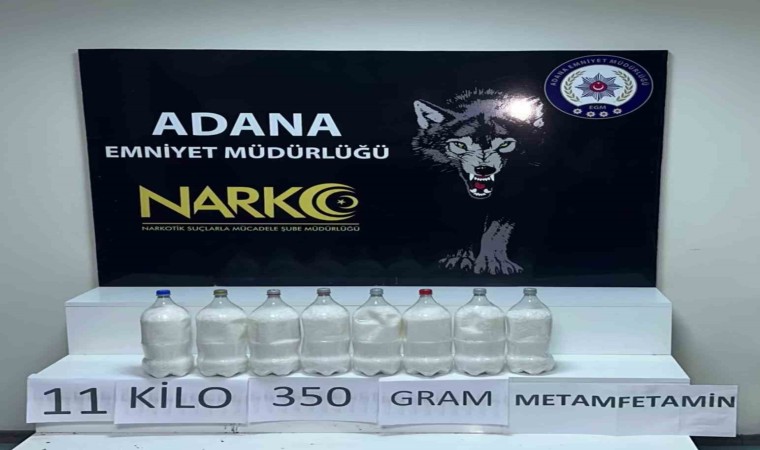 ADANA
EMNİYET MÜDÜRLÜĞÜ
NARKO
NARKOTİK SUÇLARLA MÜCADELE ŞUBE MÜDÜRLÜĞÜ
ADANA EMNİYET MÜDÜRLÜĞÜ
EGM
11 KİLO 350 GRAM METAMFETAMİN